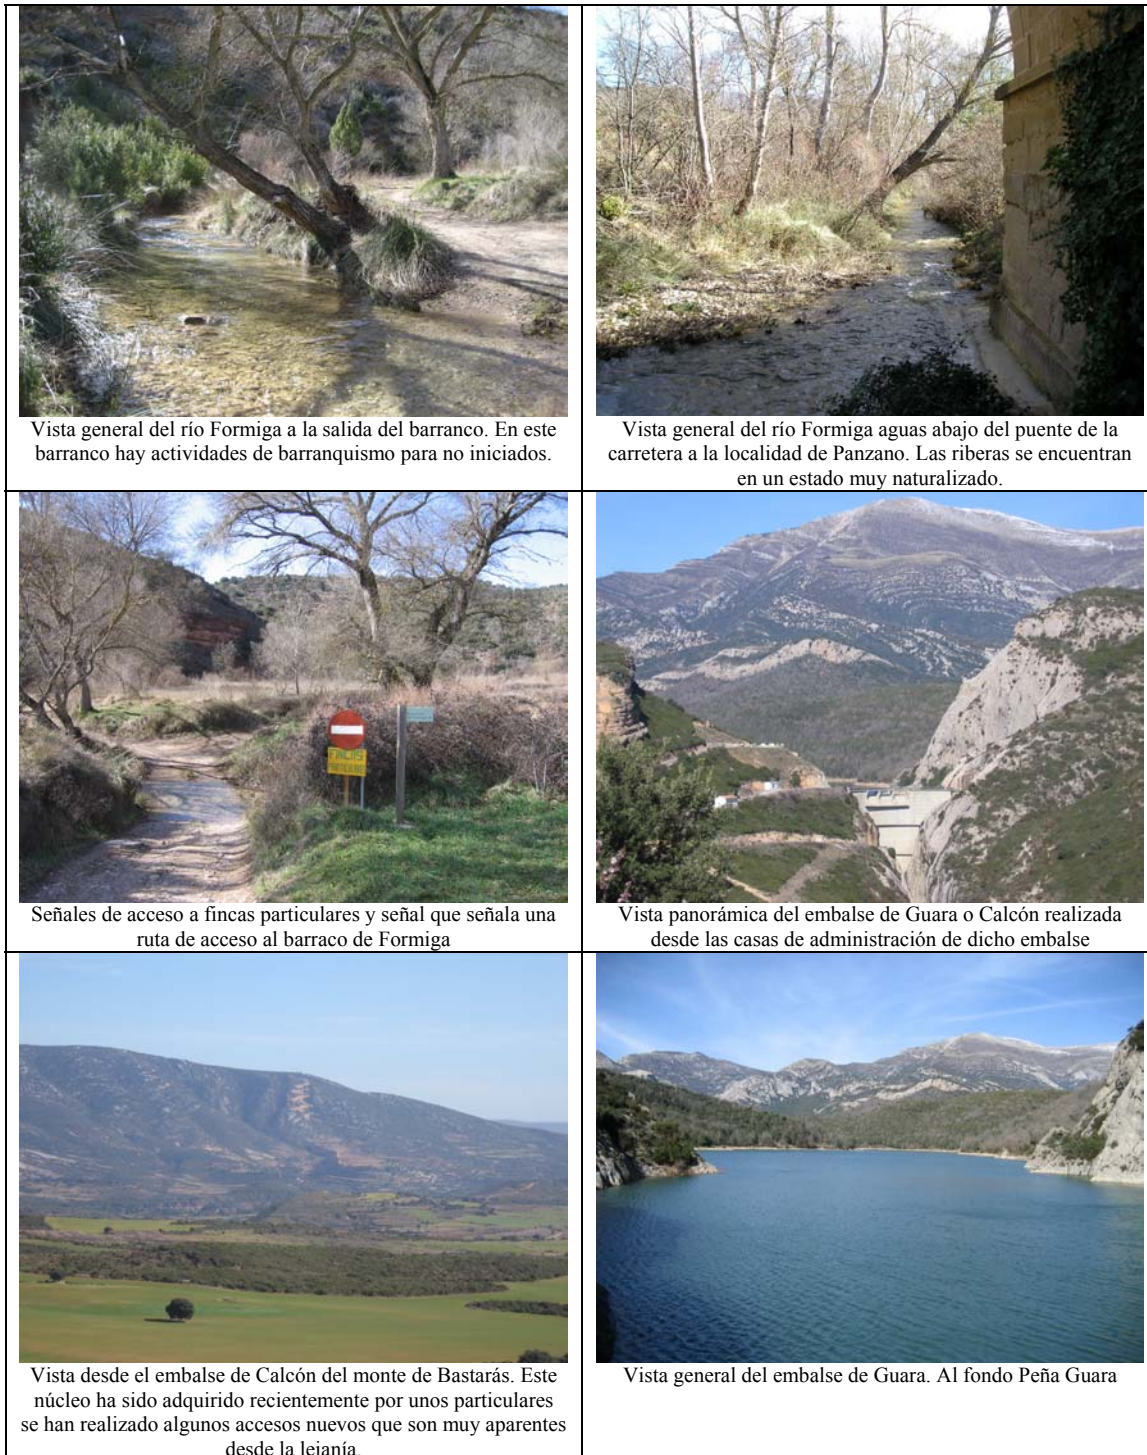 Vista general del río Formiga a la salida del barranco. En este
barranco hay actividades de barranquismo para no iniciados.
Vista general del río Formiga aguas abajo del puente de la
carretera a la localidad de Panzano. Las riberas se encuentran
en un estado muy naturalizado.
FINCAS
PARTICULARES
Señales de acceso a fincas particulares y señal que señala una
ruta de acceso al barraco de Formiga
Vista panorámica del embalse de Guara o Calcón realizada
desde las casas de administración de dicho embalse
Vista desde el embalse de Calcón del monte de Bastarás. Este
núcleo ha sido adquirido recientemente por unos particulares
se han realizado algunos accesos nuevos que son muy aparentes
desde la lejanía.
Vista general del embalse de Guara. Al fondo Peña Guara